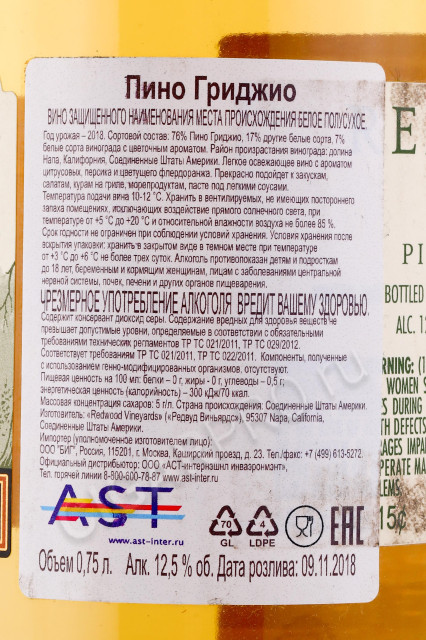 Пино Гриджио
ВИНО ЗАЩИЩЕННОГО НАИМЕНОВАНИЯ МЕСТА ПРОИСХОЖДЕНИЯ БЕЛОЕ ПОЛУСУХОЕ.
Год урожая – 2018. Сортовой состав: 76% Пино Гриджио, 17% другие белые сорта, 7%
белые сорта винограда с цветочным ароматом. Район произрастания винограда: долина
Напа, Калифорния, Соединенные Штаты Америки. Легкое освежающее вино с ароматом
цитрусовых, персика и цветущего флердоранжа. Прекрасно подойдет к закускам,
салатам, курам на гриле, морепродуктам, пасте под легкими соусами.
Температура подачи вина 10-12 °С. Хранить в вентилируемых, не имеющих постороннего
запаха помещениях, исключающих воздействие прямого солнечного света, при
температуре от +5 °С до +20 °С и относительной влажности воздуха не более 85 %.
Срок годности не ограничен при соблюдении условий хранения. Условия хранения после
вскрытия упаковки: хранить в закрытом виде в темном месте при температуре
от +3 °С до +6 °С не более трех суток. Алкоголь противопоказан детям и подросткам
до 18 лет, беременным и кормящим женщинам, лицам с заболеваниями центральной
нервной системы, почек, печени и других органов пищеварения.
ЧРЕЗМЕРНОЕ УПОТРЕБЛЕНИЕ АЛКОГОЛЯ ВРЕДИТ ВАШЕМУ ЗДОРОВЬЮ.
Содержит консервант диоксид серы. Содержание вредных для здоровья веществ не
превышает допустимые уровни, определяемые в соответствии с обязательными
требованиями технических регламентов ТР ТС 021/2011, ТР ТС 029/2012.
Соответствует требованиям ТР ТС 021/2011, ТР ТС 022/2011. Компоненты, полученные
с использованием генно-модифицированных организмов, отсутствуют.
Пищевая ценность на 100 мл: белки – 0 г, жиры - 0 г, углеводы – 0,5 г;
энергетическая ценность (калорийность) – 300 кДж/70 ккал.
Массовая концентрация сахаров: 5 г/л. Страна происхождения: Соединенные Штаты Америки.
Изготовитель: «Redwood Vineyards» («Редвуд Виньярдс»), 95307 Napa, California,
Соединенные Штаты Америки.
Импортер (уполномоченное изготовителем лицо):
ООО "БИГ", Россия, 115201, г. Москва, Каширский проезд, д. 23. Тел./факс: +7 (499) 613-5272.
Официальный дистрибьютор: ООО «АСТ-интернэшнл инваэронмэнт»,
Тел. горячей линии 8-800-600-78-87 www.ast-inter.ru
AST
www.ast-inter.ru
70
GL
4
LDPE
EAC
Объем 0,75 л. Алк. 12,5 % об. Дата розлива: 09.11.2018
E
PI
BOTTLED
ALC. 1
RNING: (1
WOMEN S
S DURING
TH DEFECTS
RAGES IMPA
PERATE MA
LEMS.
15¢